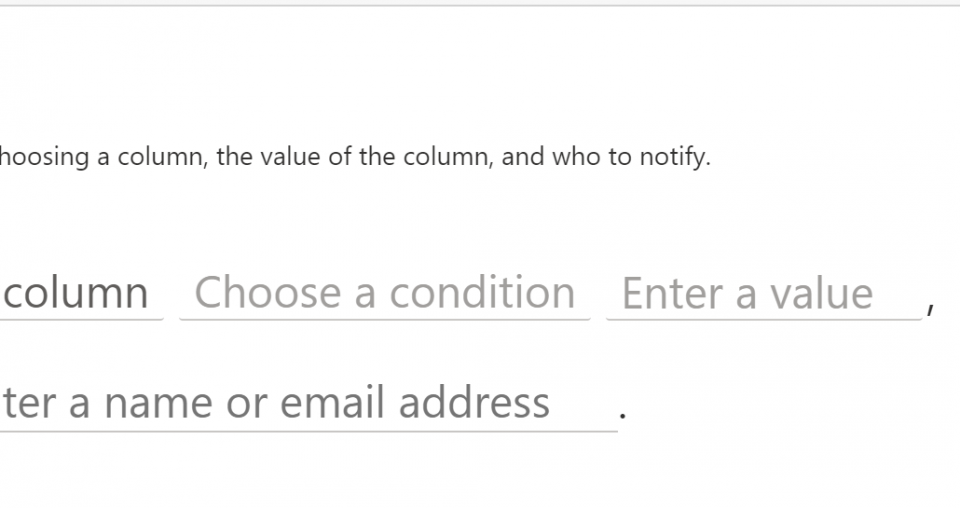 hoosing a column, the value of the column, and who to notify.
column Choose a condition Enter a value ,
ter a name or email address .